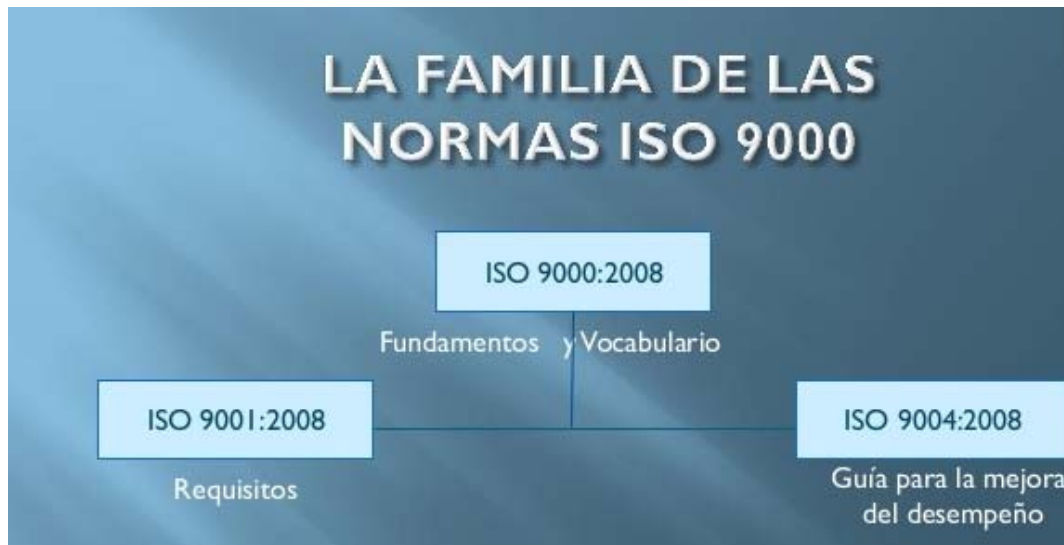 LA FAMILIA DE LAS
NORMAS ISO 9000
ISO 9000:2008
Fundamentos y Vocabulario
ISO 9001:2008
Requisitos
ISO 9004:2008
Guía para la mejora
del desempeño